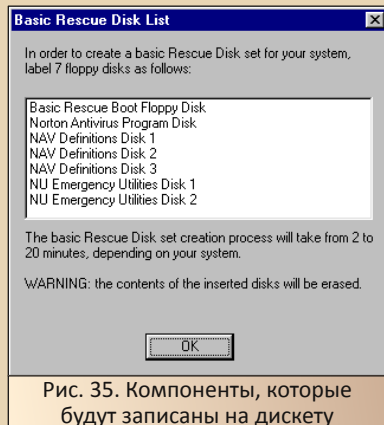 Basic Rescue Disk List
In order to create a basic Rescue Disk set for your system,
label 7 floppy disks as follows:
Basic Rescue Boot Floppy Disk
Norton Antivirus Program Disk
NAV Definitions Disk 1
NAV Definitions Disk 2
NAV Definitions Disk 3
NU Emergency Utilities Disk 1
NU Emergency Utilities Disk 2
The basic Rescue Disk set creation process will take from 2 to
20 minutes, depending on your system.
WARNING: the contents of the inserted disks will be erased.
OK
Рис. 35. Компоненты, которые
будут записаны на дискету